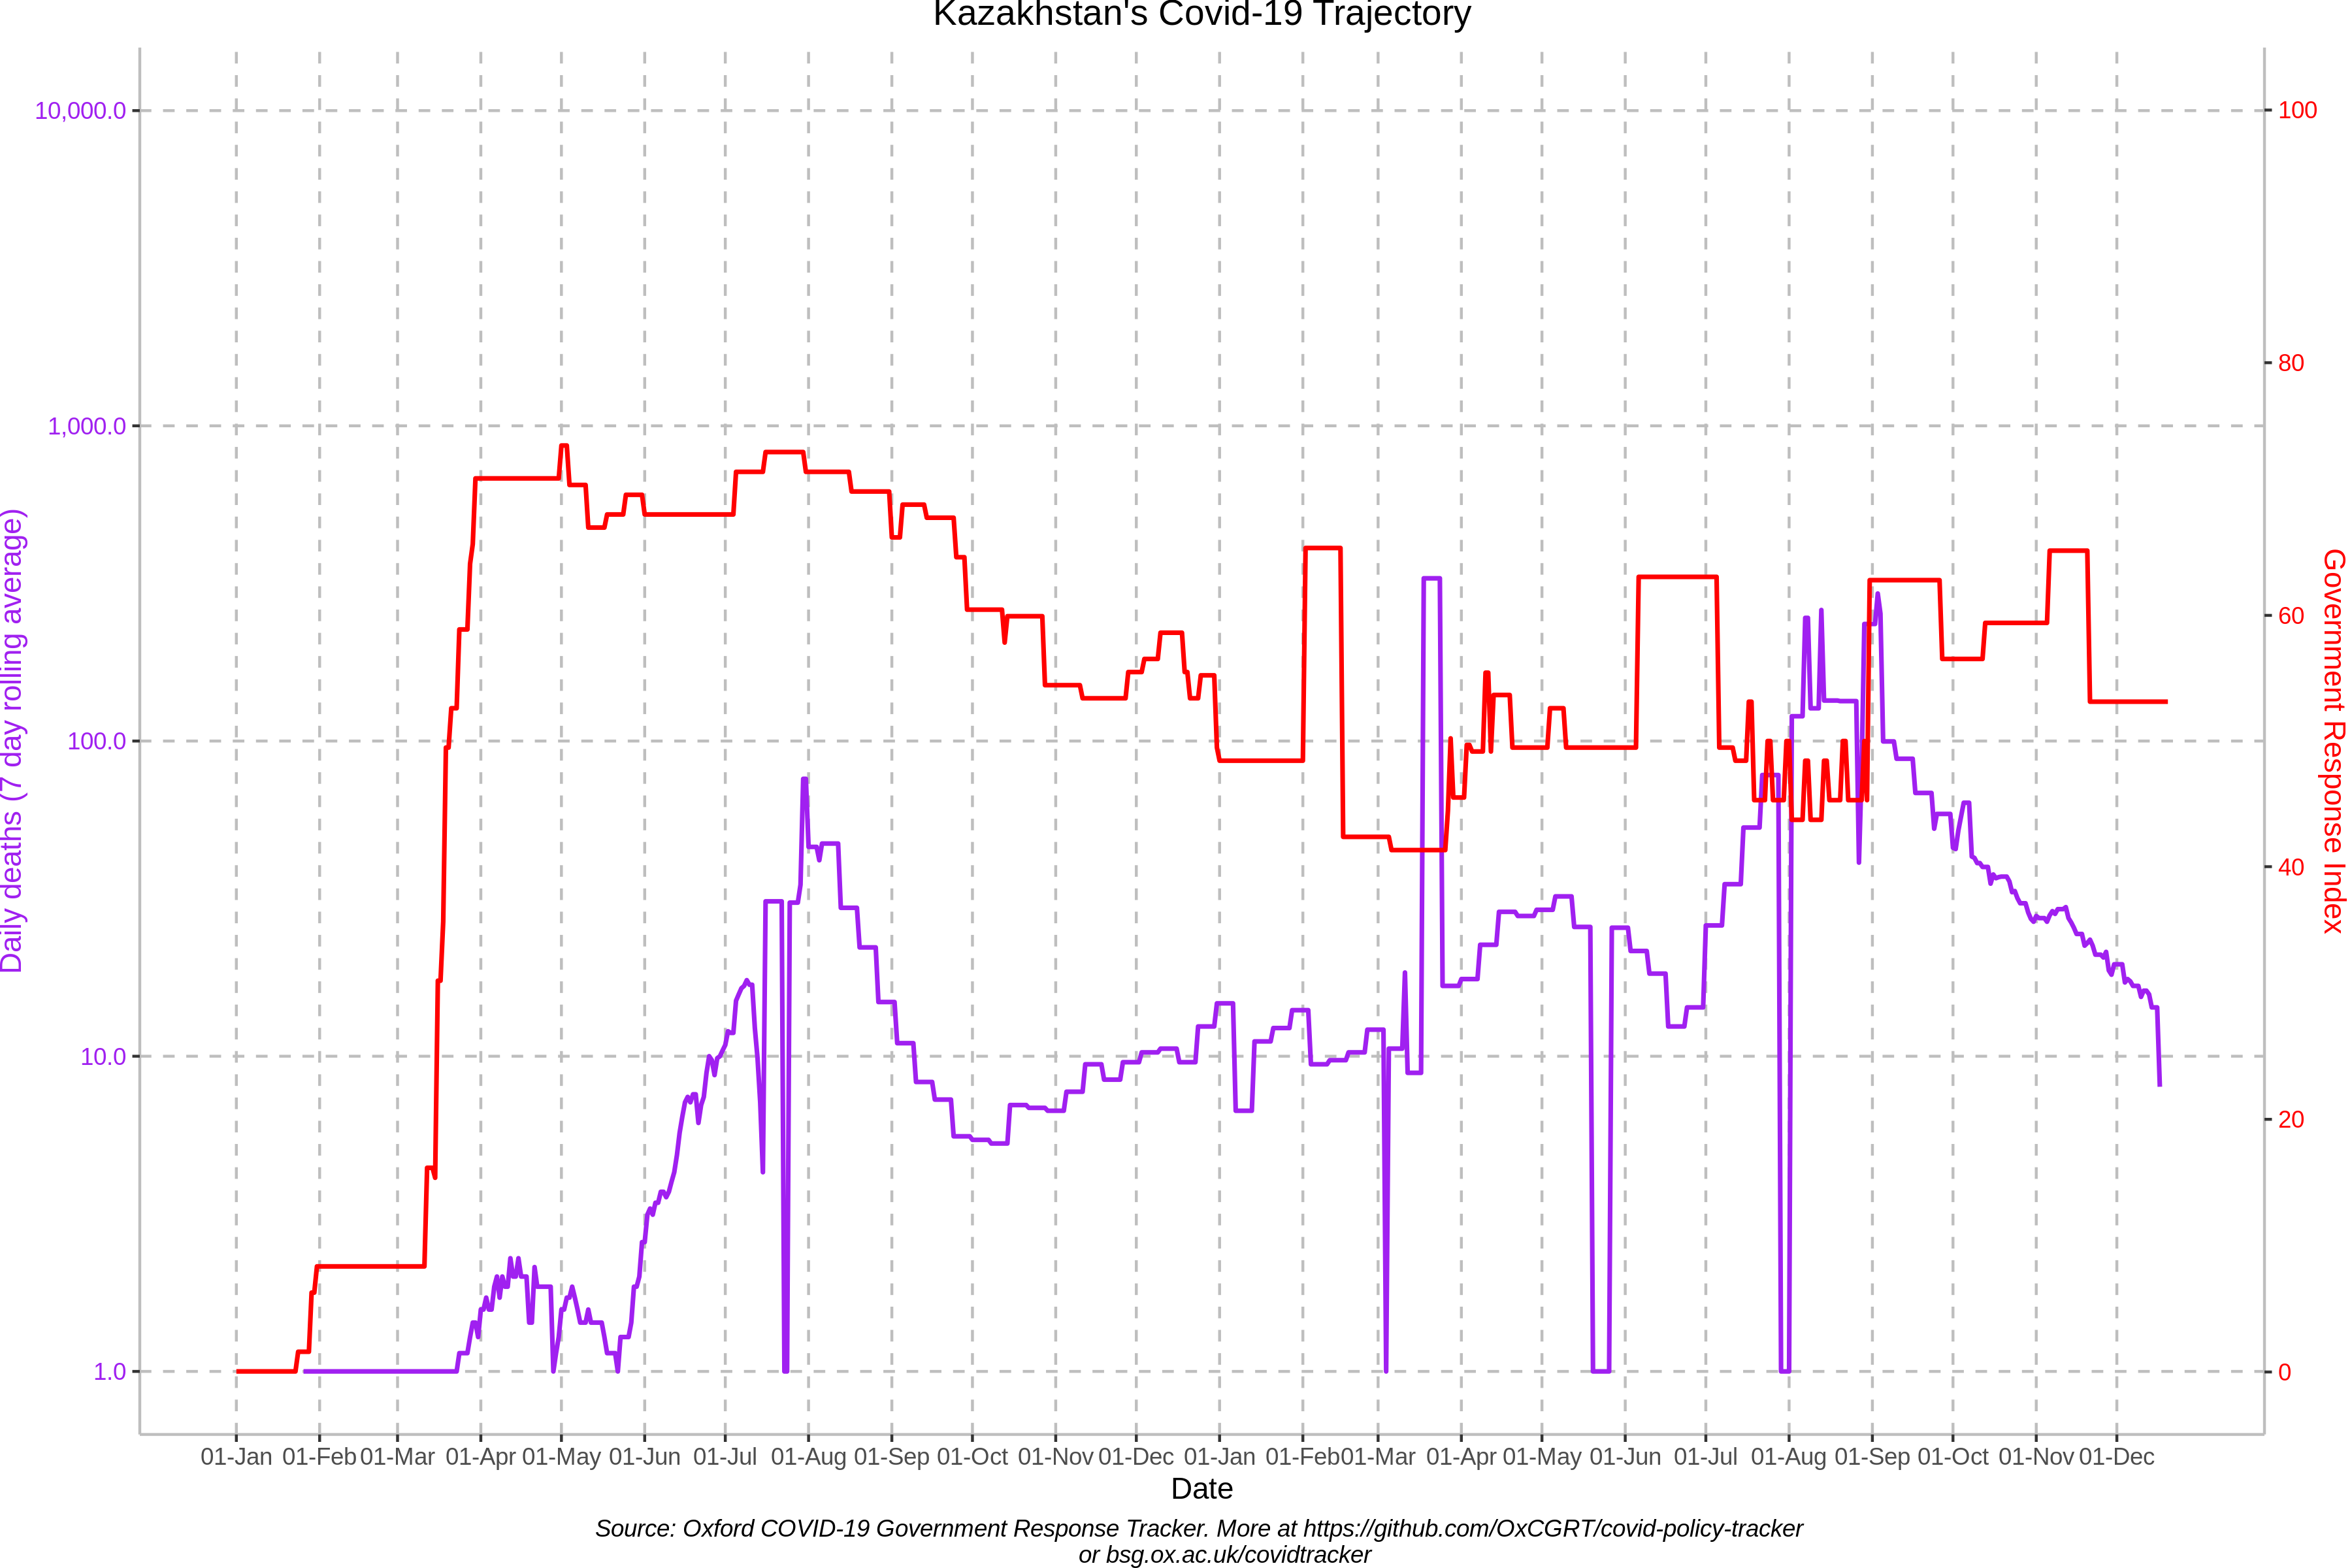 Kazakhstan's Covid-19 Trajectory
10,000.0
1,000.0
100.0
10.0
1.0
Daily deaths (7 day rolling average)
100
80
60
40
20
0
Government Response Index
01-Jan 01-Feb 01-Mar 01-Apr 01-May 01-Jun 01-Jul 01-Aug 01-Sep 01-Oct 01-Nov 01-Dec 01-Jan 01-Feb 01-Mar 01-Apr 01-May 01-Jun 01-Jul 01-Aug 01-Sep 01-Oct 01-Nov 01-Dec
Date
Source: Oxford COVID-19 Government Response Tracker. More at https://github.com/OxCGRT/covid-policy-tracker
or bsg.ox.ac.uk/covidtracker